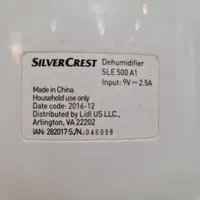 SILVERCREST Dehumidifier
SLE 500 A1
Input: 9V⎓2.5A
Made in China
Household use only
Date code: 2016-12
Distributed by Lidl US LLC,
Arlington, VA 22202
IAN: 282017-S/N.: 046098